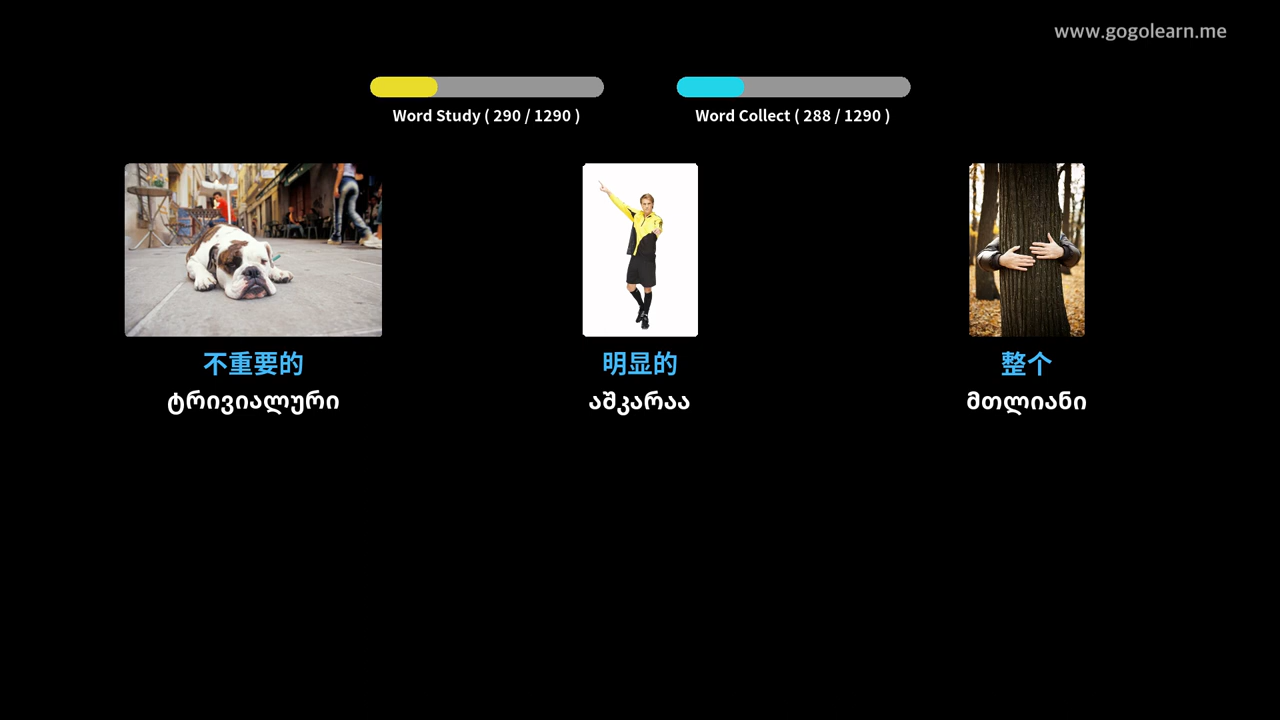 www.gogolearn.me
Word Study ( 290 / 1290 )
Word Collect ( 288 / 1290 )
不重要的
ტრივიალური
明显的
აშკარაა
整个
მთლიანი